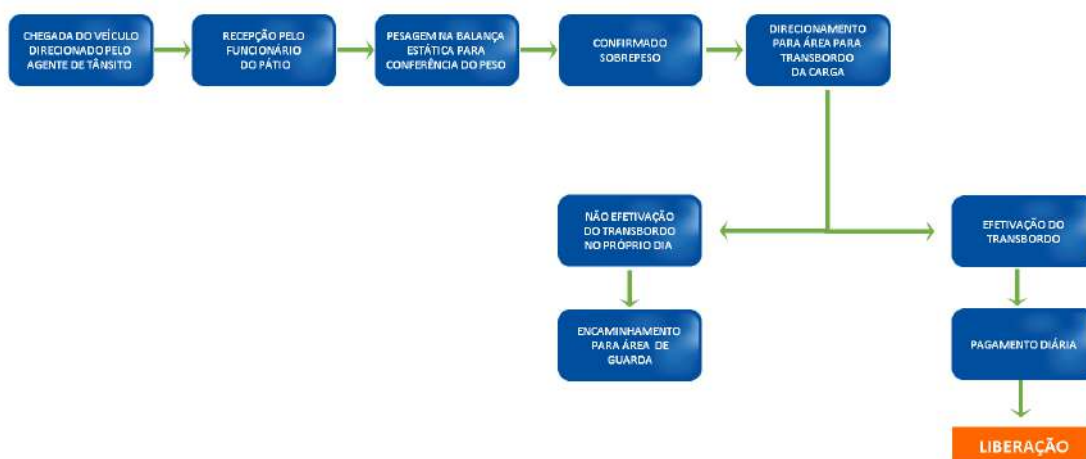 CHEGADA DO VEÍCULO
DIRECIONADO PELO
AGENTE DE TÂNSITO
RECEPÇÃO PELO
FUNCIONÁRIO
DO PÁTIO
PESAGEM NA BALANÇA
ESTÁTICA PARA
CONFERÊNCIA DO PESO
CONFIRMADO
SOBREPESO
DIRECIONAMENTO
PARA ÁREA PARA
TRANSBORDO
DA CARGA
NÃO EFETIVAÇÃO
DO TRANSBORDO
NO PRÓPRIO DIA
EFETIVAÇÃO DO
TRANSBORDO
ENCAMINHAMENTO
PARA ÁREA DE
GUARDA
PAGAMENTO DIÁRIA
LIBERAÇÃO